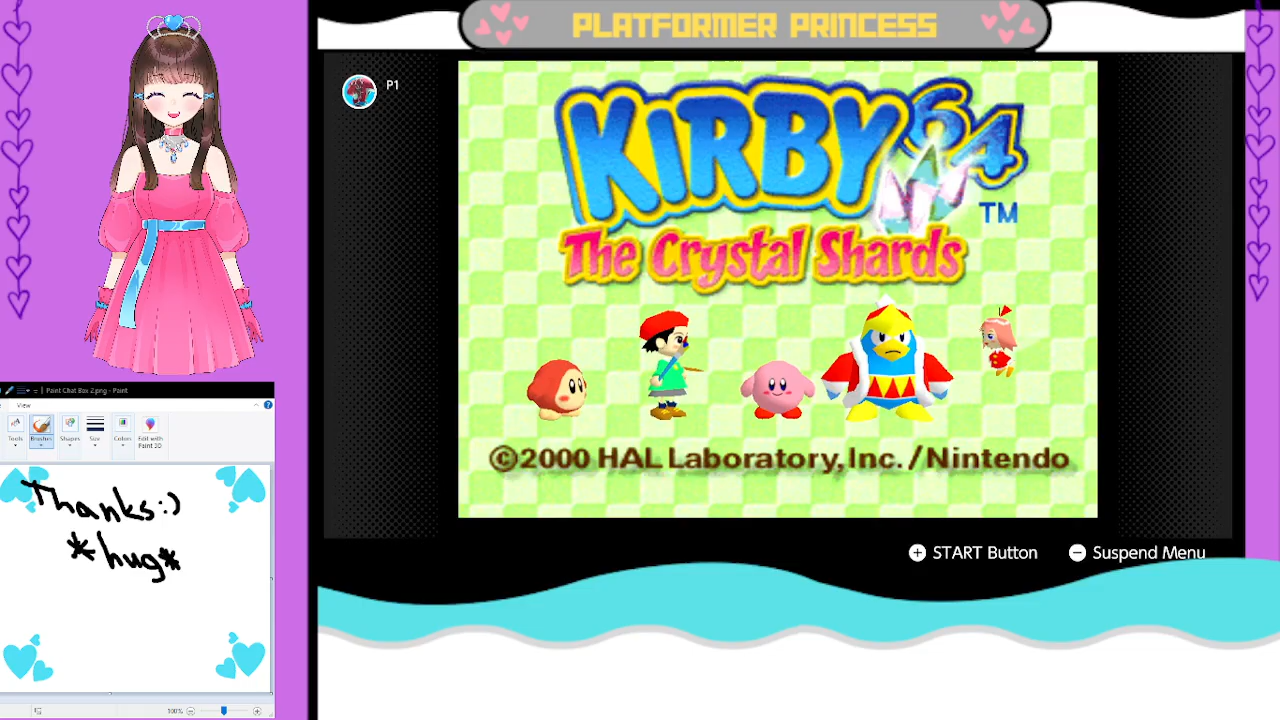 PLATFORMER PRINCESS
P1
KIRBY 64
TM
The Crystal Shards
©2000 HAL Laboratory, Inc. / Nintendo
+ START Button
− Suspend Menu
Paint Chat Box 2.png - Paint
View
Tools
Brushes
Shapes
Size
Colors
Edit with
Paint 3D
Thanks :)
*hug*
100%